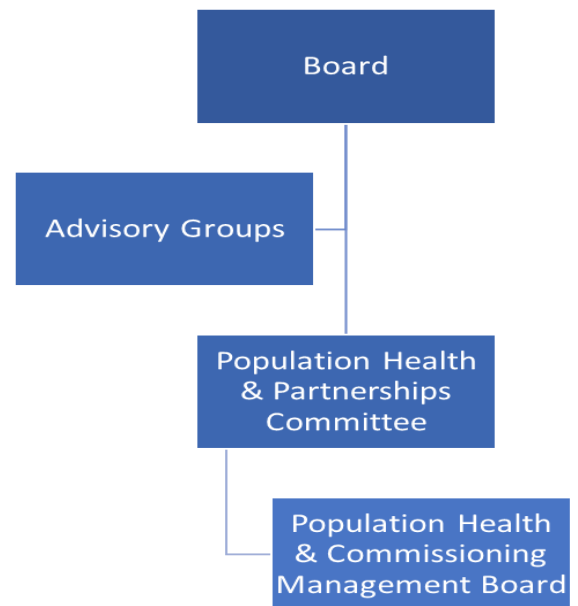 Board
Advisory Groups
Population Health
& Partnerships
Committee
Population Health
& Commissioning
Management Board